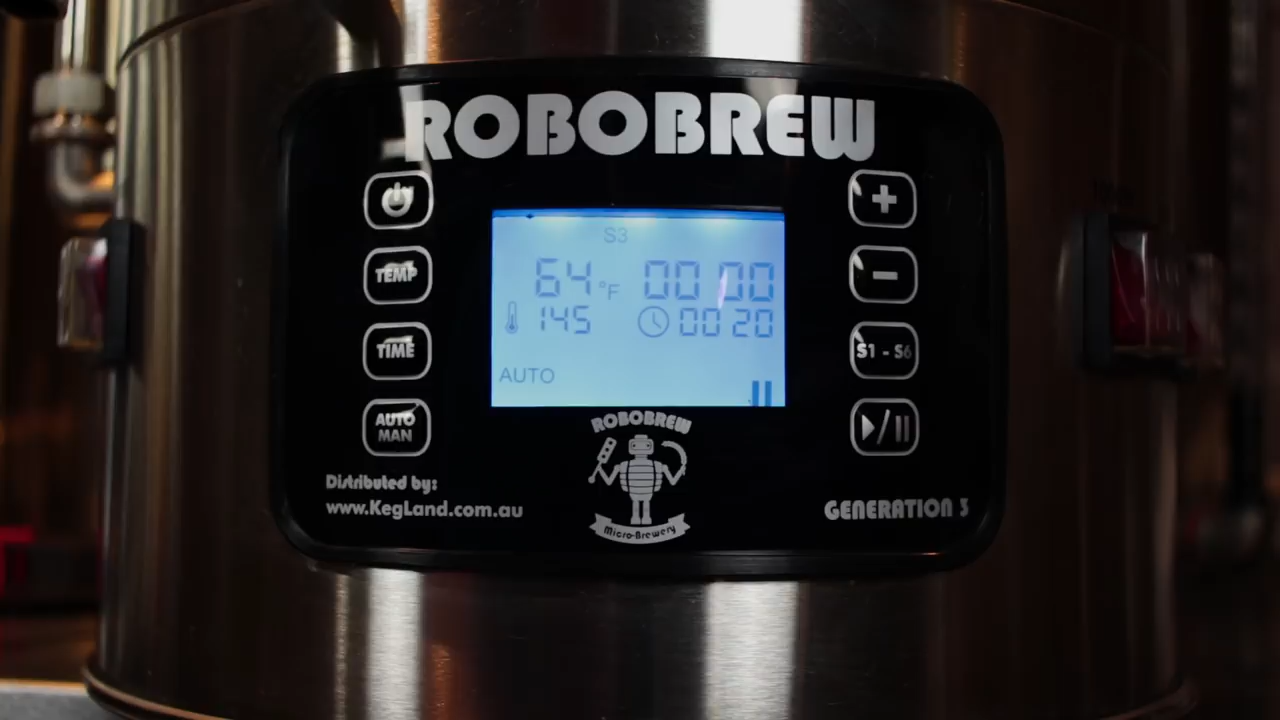 ROBOBREW
TEMP
TIME
AUTO
MAN
S3
64 °F 00 00
145 00 20
AUTO
+
-
S1 - S6
ROBOBREW
Micro-Brewery
Distributed by:
www.KegLand.com.au
GENERATION 3